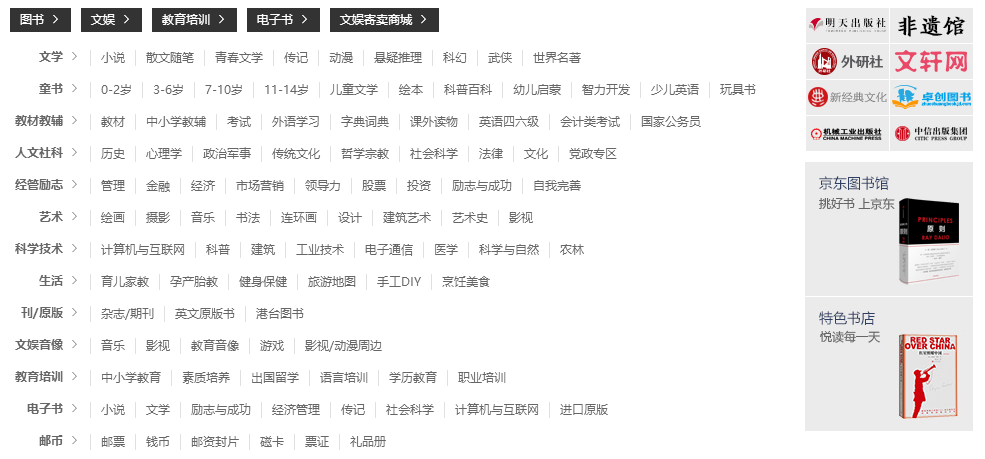 图书 文娱 教育培训 电子书 文娱寄卖商城
文学 小说 散文随笔 青春文学 传记 动漫 悬疑推理 科幻 武侠 世界名著
童书 0-2岁 3-6岁 7-10岁 11-14岁 儿童文学 绘本 科普百科 幼儿启蒙 智力开发 少儿英语 玩具书
教材教辅 教材 中小学教辅 考试 外语学习 字典词典 课外读物 英语四六级 会计类考试 国家公务员
人文社科 历史 心理学 政治军事 传统文化 哲学宗教 社会科学 法律 文化 党政专区
经管励志 管理 金融 经济 市场营销 领导力 股票 投资 励志与成功 自我完善
艺术 绘画 摄影 音乐 书法 连环画 设计 建筑艺术 艺术史 影视
科学技术 计算机与互联网 科普 建筑 工业技术 电子通信 医学 科学与自然 农林
生活 育儿家教 孕产胎教 健身保健 旅游地图 手工DIY 烹饪美食
刊/原版 杂志/期刊 英文原版书 港台图书
文娱音像 音乐 影视 教育音像 游戏 影视/动漫周边
教育培训 中小学教育 素质培养 出国留学 语言培训 学历教育 职业培训
电子书 小说 文学 励志与成功 经济管理 传记 社会科学 计算机与互联网 进口原版
邮币 邮票 钱币 邮资封片 磁卡 票证 礼品册
明天出版社 非遗馆
外研社 文轩网
新经典文化 卓创图书
机械工业出版社 中信出版集团
CHINA MACHINE PRESS CITIC PRESS GROUP
京东图书馆
挑好书 上京东
PRINCIPLES
原则
RAY DALIO
特色书店
悦读每一天
RED STAR
OVER CHINA